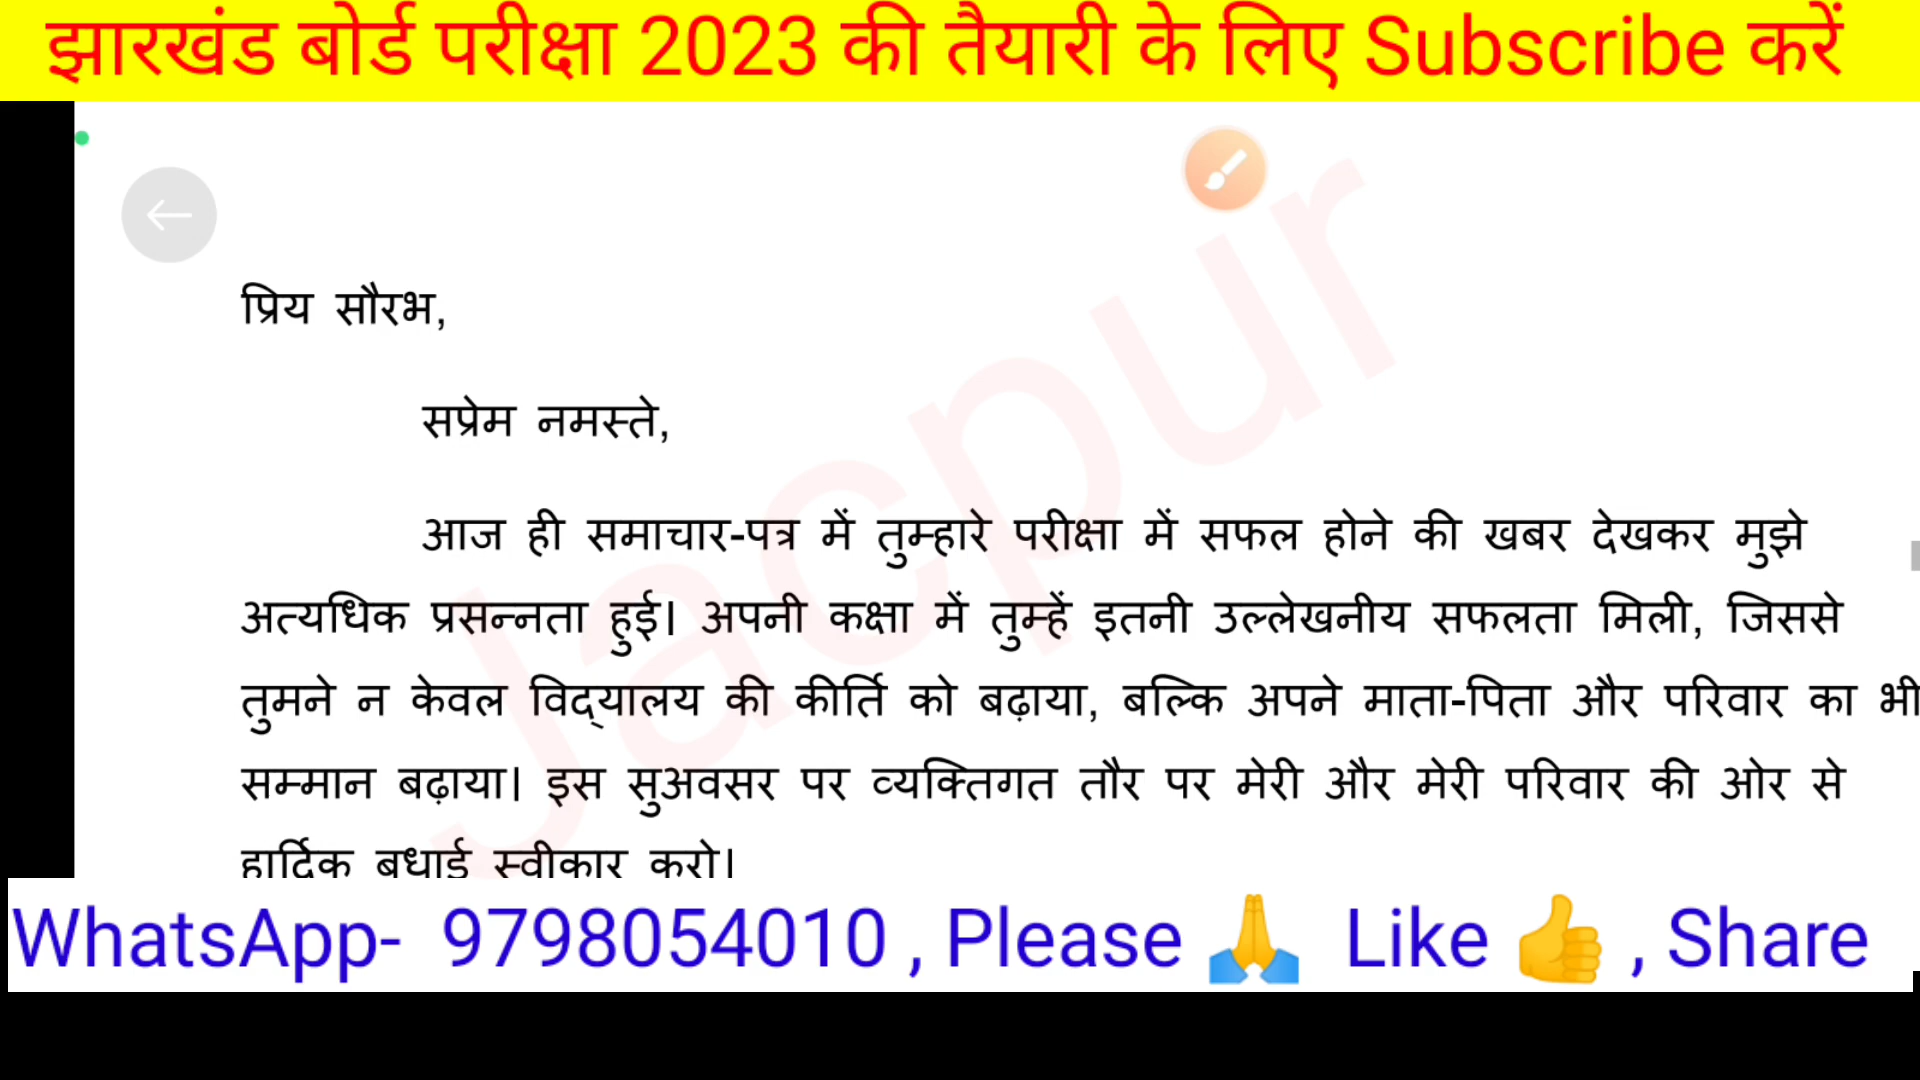 झारखंड बोर्ड परीक्षा 2023 की तैयारी के लिए Subscribe करें
प्रिय सौरभ,
सप्रेम नमस्ते,
आज ही समाचार-पत्र में तुम्हारे परीक्षा में सफल होने की खबर देखकर मुझे
अत्यधिक प्रसन्नता हुई। अपनी कक्षा में तुम्हें इतनी उल्लेखनीय सफलता मिली, जिससे
तुमने न केवल विद्यालय की कीर्ति को बढ़ाया, बल्कि अपने माता-पिता और परिवार का भी
सम्मान बढ़ाया। इस सुअवसर पर व्यक्तिगत तौर पर मेरी और मेरी परिवार की ओर से
हार्दिक बधाई स्वीकार करो।
Jacpur
WhatsApp- 9798054010 , Please 🙏 Like 👍 , Share